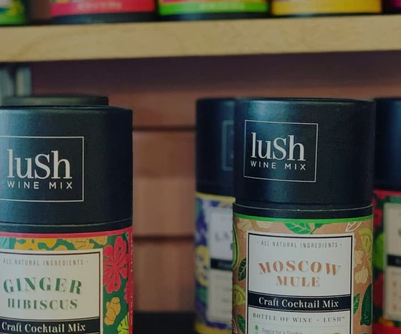 lush
WINE MIX
ALL NATURAL INGREDIENTS
GINGER
HIBISCUS
Craft Cocktail Mix
lush
WINE MIX
ALL NATURAL INGREDIENTS
MOSCOW
MULE
Craft Cocktail Mix
BOTTLE OF WINE + LUSH